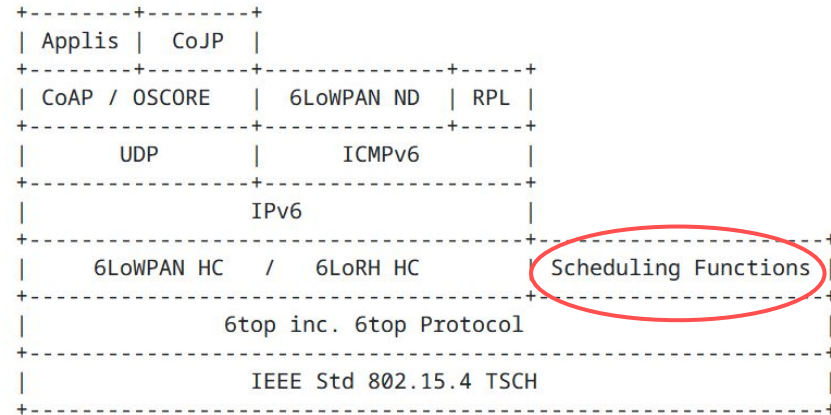 Applis | CoJP
CoAP / OSCORE | 6LoWPAN ND | RPL
UDP | ICMPv6
IPv6
6LoWPAN HC / 6LoRH HC | Scheduling Functions
6top inc. 6top Protocol
IEEE Std 802.15.4 TSCH